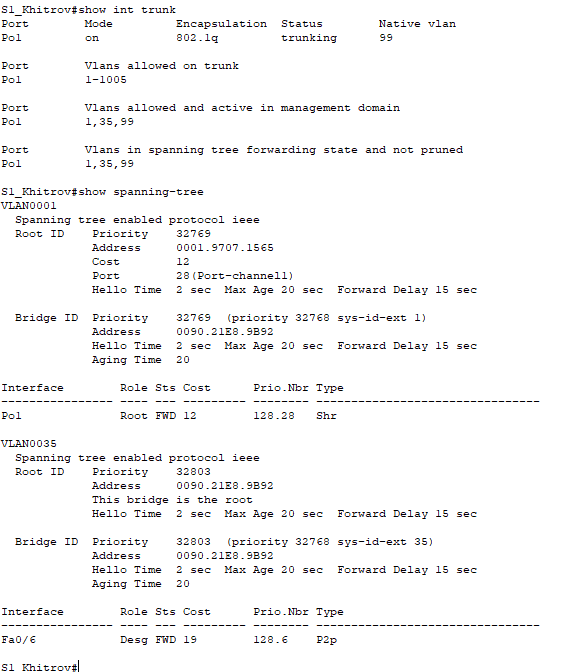 S1_Khitrov#show int trunk
Port        Mode         Encapsulation  Status        Native vlan
Po1         on           802.1q         trunking      99

Port        Vlans allowed on trunk
Po1         1-1005

Port        Vlans allowed and active in management domain
Po1         1,35,99

Port        Vlans in spanning tree forwarding state and not pruned
Po1         1,35,99

S1_Khitrov#show spanning-tree
VLAN0001
  Spanning tree enabled protocol ieee
  Root ID    Priority    32769
             Address     0001.9707.1565
             Cost        12
             Port        28(Port-channel1)
             Hello Time  2 sec  Max Age 20 sec  Forward Delay 15 sec

  Bridge ID  Priority    32769  (priority 32768 sys-id-ext 1)
             Address     0090.21E8.9B92
             Hello Time  2 sec  Max Age 20 sec  Forward Delay 15 sec
             Aging Time  20

Interface        Role Sts Cost      Prio.Nbr Type
---------------- ---- --- --------- -------- --------------------------------
Po1              Root FWD 12        128.28   Shr

VLAN0035
  Spanning tree enabled protocol ieee
  Root ID    Priority    32803
             Address     0090.21E8.9B92
             This bridge is the root
             Hello Time  2 sec  Max Age 20 sec  Forward Delay 15 sec

  Bridge ID  Priority    32803  (priority 32768 sys-id-ext 35)
             Address     0090.21E8.9B92
             Hello Time  2 sec  Max Age 20 sec  Forward Delay 15 sec
             Aging Time  20

Interface        Role Sts Cost      Prio.Nbr Type
---------------- ---- --- --------- -------- --------------------------------
Fa0/6            Desg FWD 19        128.6    P2p

S1_Khitrov#